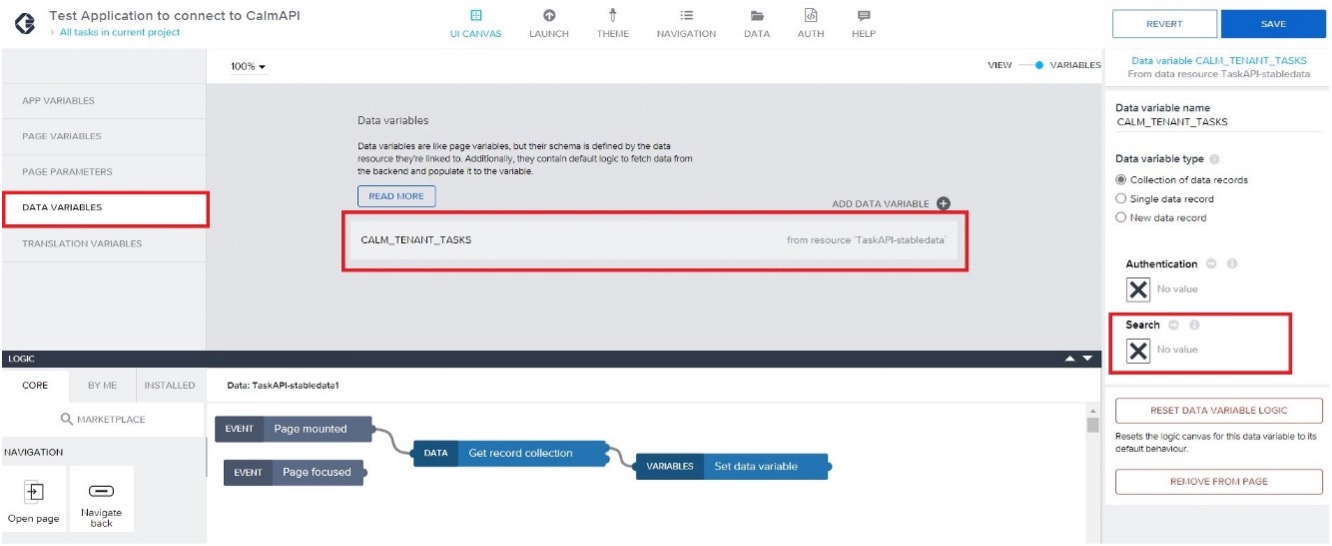 Test Application to connect to CalmAPI
All tasks in current project
UI CANVAS
LAUNCH
THEME
NAVIGATION
DATA
AUTH
HELP
REVERT
SAVE
100%
VIEW
VARIABLES
Data variable CALM_TENANT_TASKS
From data resource TaskAPI-stabledata
APP VARIABLES
PAGE VARIABLES
PAGE PARAMETERS
DATA VARIABLES
TRANSLATION VARIABLES
Data variables
Data variables are like page variables, but their schema is defined by the data
resource they're linked to. Additionally, they contain default logic to fetch data from
the backend and populate it to the variable.
READ MORE
ADD DATA VARIABLE
CALM_TENANT_TASKS
from resource 'TaskAPI-stabledata'
Data variable name
CALM_TENANT_TASKS
Data variable type
Collection of data records
Single data record
New data record
Authentication
No value
Search
No value
RESET DATA VARIABLE LOGIC
Resets the logic canvas for this data variable to its
default behaviour.
REMOVE FROM PAGE
LOGIC
CORE
BY ME
INSTALLED
Data: TaskAPI-stabledata1
MARKETPLACE
NAVIGATION
Open page
Navigate
back
EVENT Page mounted
EVENT Page focused
DATA Get record collection
VARIABLES Set data variable